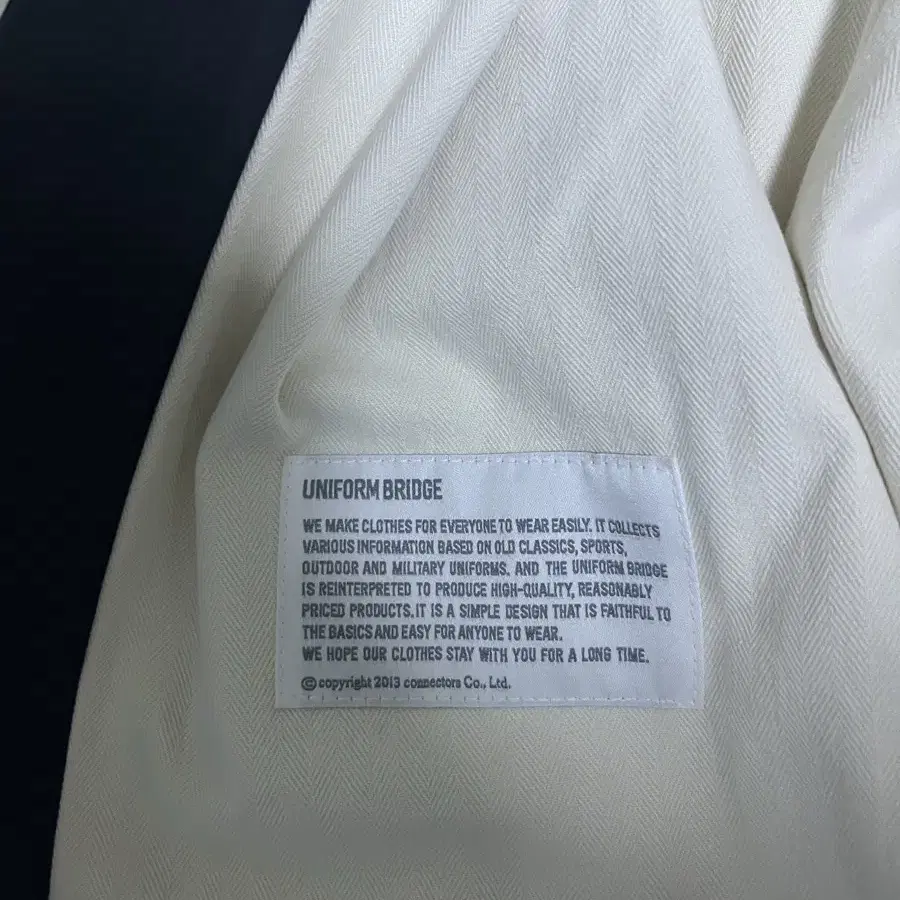 UNIFORM BRIDGE
WE MAKE CLOTHES FOR EVERYONE TO WEAR EASILY. IT COLLECTS
VARIOUS INFORMATION BASED ON OLD CLASSICS, SPORTS,
OUTDOOR AND MILITARY UNIFORMS. AND THE UNIFORM BRIDGE
IS REINTERPRETED TO PRODUCE HIGH-QUALITY, REASONABLY
PRICED PRODUCTS. IT IS A SIMPLE DESIGN THAT IS FAITHFUL TO
THE BASICS AND EASY FOR ANYONE TO WEAR.
WE HOPE OUR CLOTHES STAY WITH YOU FOR A LONG TIME.
© copyright 2013 connectors Co., Ltd.